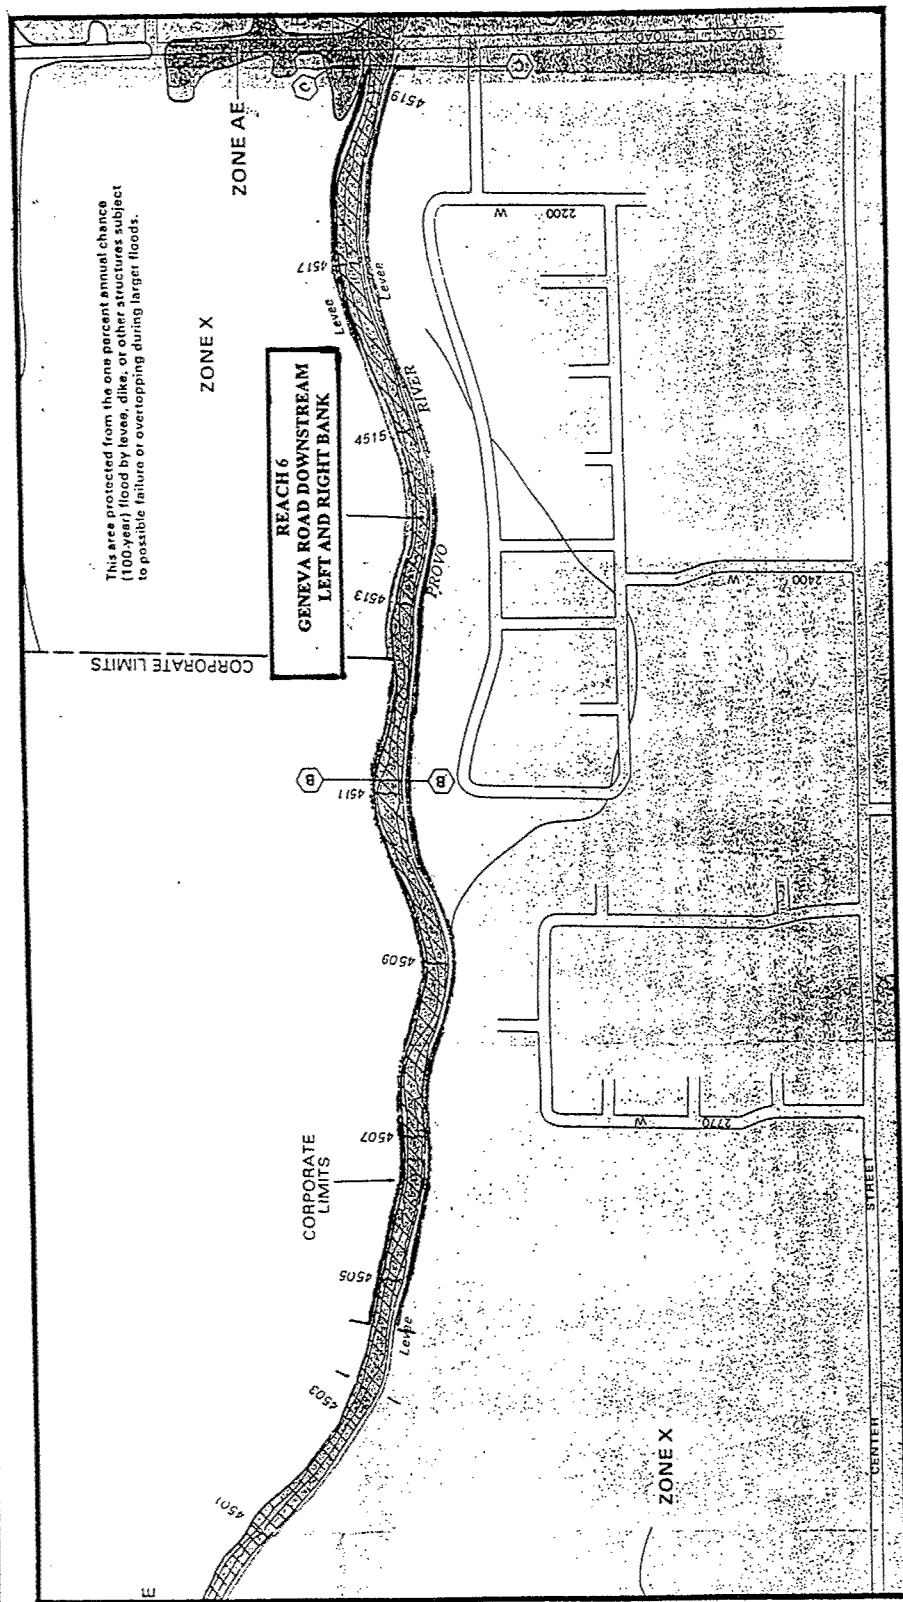 GENEVA
ROAD
C
C
4519
ZONE AE
This area protected from the one percent annual chance
(100-year) flood by levee, dike, or other structures subject
to possible failure or overtopping during larger floods.
ZONE X
4517
Levee
Levee
W
2200
REACH 6
GENEVA ROAD DOWNSTREAM
LEFT AND RIGHT BANK
4515
RIVER
PROVO
4513
W
2400
CORPORATE LIMITS
B
B
4511
4509
4507
CORPORATE
LIMITS
W
2770
STREET
4505
Levee
4503
4501
ZONE X
CENTER